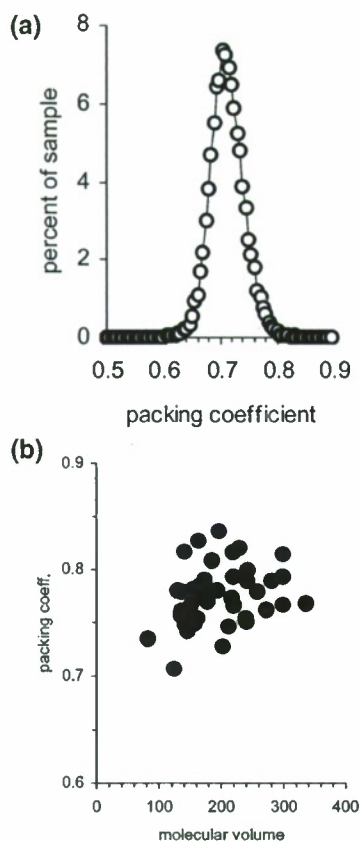 (a)
8
6
4
2
0
percent of sample
0.5 0.6 0.7 0.8 0.9
packing coefficient
(b)
0.9
0.8
0.7
0.6
packing coeff.
0 100 200 300 400
molecular volume